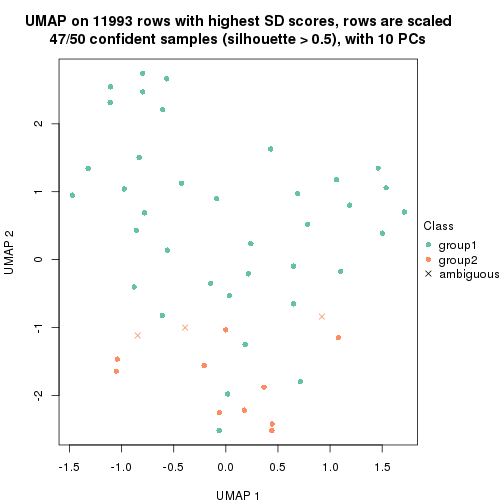 UMAP on 11993 rows with highest SD scores, rows are scaled
47/50 confident samples (silhouette > 0.5), with 10 PCs
UMAP 2
2
1
0
-1
-2
-1.5 -1.0 -0.5 0.0 0.5 1.0 1.5
UMAP 1
Class
group1
group2
ambiguous